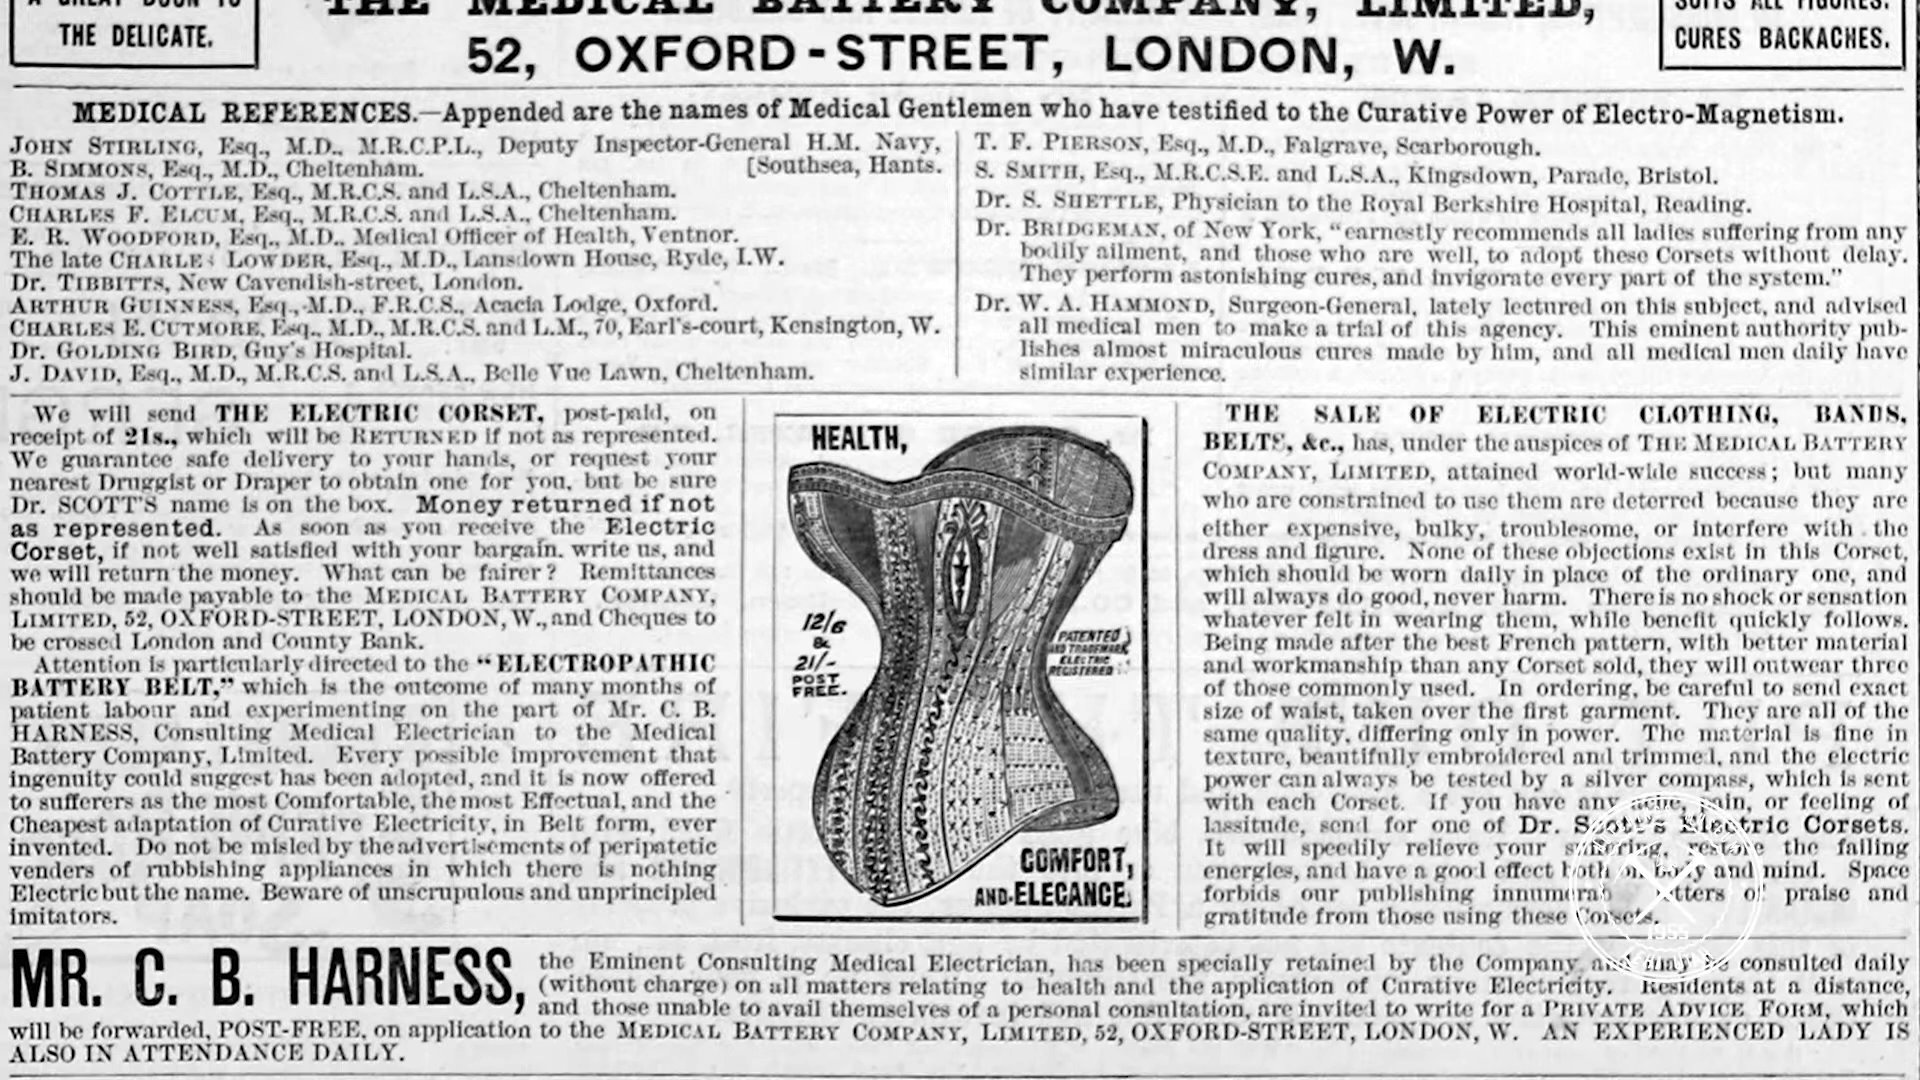 A GREAT BOON TO
THE DELICATE.
THE MEDICAL BATTERY COMPANY, LIMITED,
52, OXFORD-STREET, LONDON, W.
SUITS ALL FIGURES.
CURES BACKACHES.
MEDICAL REFERENCES.—Appended are the names of Medical Gentlemen who have testified to the Curative Power of Electro-Magnetism.
JOHN STIRLING, Esq., M.D., M.R.C.P.L., Deputy Inspector-General H.M. Navy,
B. SIMMONS, Esq., M.D., Cheltenham. [Southsea, Hants.
THOMAS J. COTTLE, Esq., M.R.C.S. and L.S.A., Cheltenham.
CHARLES F. ELCUM, Esq., M.R.C.S. and L.S.A., Cheltenham.
E. R. WOODFORD, Esq., M.D., Medical Officer of Health, Ventnor.
The late CHARLES LOWDER, Esq., M.D., Lansdown House, Ryde, I.W.
Dr. TIBBITTS, New Cavendish-street, London.
ARTHUR GUINNESS, Esq., M.D., F.R.C.S., Acacia Lodge, Oxford.
CHARLES E. CUTMORE, Esq., M.D., M.R.C.S. and L.M., 70, Earl's-court, Kensington, W.
Dr. GOLDING BIRD, Guy's Hospital.
J. DAVID, Esq., M.D., M.R.C.S. and L.S.A., Belle Vue Lawn, Cheltenham.
T. F. PIERSON, Esq., M.D., Falgrave, Scarborough.
S. SMITH, Esq., M.R.C.S.E. and L.S.A., Kingsdown, Parade, Bristol.
Dr. S. SHETTLE, Physician to the Royal Berkshire Hospital, Reading.
Dr. BRIDGEMAN, of New York, "earnestly recommends all ladies suffering from any
bodily ailment, and those who are well, to adopt these Corsets without delay.
They perform astonishing cures, and invigorate every part of the system."
Dr. W. A. HAMMOND, Surgeon-General, lately lectured on this subject, and advised
all medical men to make a trial of this agency. This eminent authority pub-
lishes almost miraculous cures made by him, and all medical men daily have
similar experience.
We will send THE ELECTRIC CORSET, post-paid, on
receipt of 21s., which will be RETURNED if not as represented.
We guarantee safe delivery to your hands, or request your
nearest Druggist or Draper to obtain one for you, but be sure
Dr. SCOTT'S name is on the box. Money returned if not
as represented. As soon as you receive the Electric
Corset, if not well satisfied with your bargain, write us, and
we will return the money. What can be fairer? Remittances
should be made payable to the MEDICAL BATTERY COMPANY,
LIMITED, 52, OXFORD-STREET, LONDON, W., and Cheques to
be crossed London and County Bank.
Attention is particularly directed to the "ELECTROPATHIC
BATTERY BELT," which is the outcome of many months of
patient labour and experimenting on the part of Mr. C. B.
HARNESS, Consulting Medical Electrician to the Medical
Battery Company, Limited. Every possible improvement that
ingenuity could suggest has been adopted, and it is now offered
to sufferers as the most Comfortable, the most Effectual, and the
Cheapest adaptation of Curative Electricity, in Belt form, ever
invented. Do not be misled by the advertisements of peripatetic
venders of rubbishing appliances in which there is nothing
Electric but the name. Beware of unscrupulous and unprincipled
imitators.
HEALTH,
12/6
&
21/-
POST
FREE.
PATENTED
AND TRADEMARK
ELECTRIC
REGISTERED
COMFORT,
AND ELEGANCE.
THE SALE OF ELECTRIC CLOTHING, BANDS,
BELTS, &c., has, under the auspices of THE MEDICAL BATTERY
COMPANY, LIMITED, attained world-wide success; but many
who are constrained to use them are deterred because they are
either expensive, bulky, troublesome, or interfere with the
dress and figure. None of these objections exist in this Corset,
which should be worn daily in place of the ordinary one, and
will always do good, never harm. There is no shock or sensation
whatever felt in wearing them, while benefit quickly follows.
Being made after the best French pattern, with better material
and workmanship than any Corset sold, they will outwear three
of those commonly used. In ordering, be careful to send exact
size of waist, taken over the first garment. They are all of the
same quality, differing only in power. The material is fine in
texture, beautifully embroidered and trimmed, and the electric
power can always be tested by a silver compass, which is sent
with each Corset. If you have any ache, pain, or feeling of
lassitude, send for one of Dr. Scott's Electric Corsets.
It will speedily relieve your suffering, restore the failing
energies, and have a good effect both on body and mind. Space
forbids our publishing innumerable letters of praise and
gratitude from those using these Corsets.
1955
MR. C. B. HARNESS,
the Eminent Consulting Medical Electrician, has been specially retained by the Company and may be consulted daily
(without charge) on all matters relating to health and the application of Curative Electricity. Residents at a distance,
and those unable to avail themselves of a personal consultation, are invited to write for a PRIVATE ADVICE FORM, which
will be forwarded, POST-FREE, on application to the MEDICAL BATTERY COMPANY, LIMITED, 52, OXFORD-STREET, LONDON, W. AN EXPERIENCED LADY IS
ALSO IN ATTENDANCE DAILY.